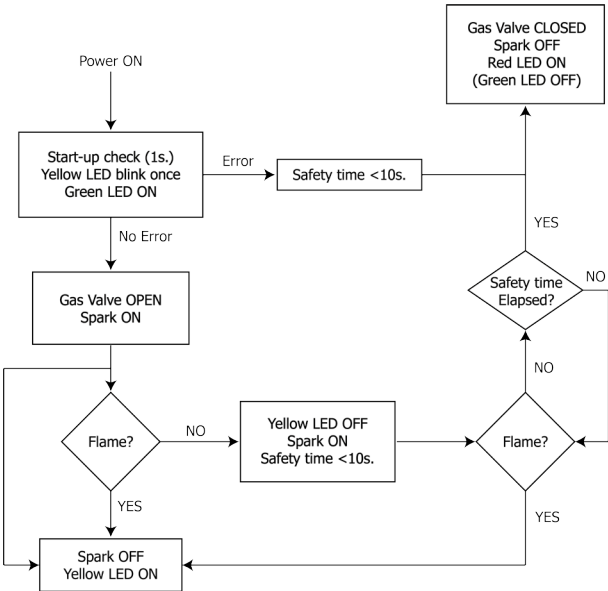 Power ON
Start-up check (1s.)
Yellow LED blink once
Green LED ON
Error
Safety time <10s.
Gas Valve CLOSED
Spark OFF
Red LED ON
(Green LED OFF)
No Error
Gas Valve OPEN
Spark ON
YES
Safety time
Elapsed?
NO
NO
Flame?
NO
Yellow LED OFF
Spark ON
Safety time <10s.
Flame?
YES
YES
Spark OFF
Yellow LED ON